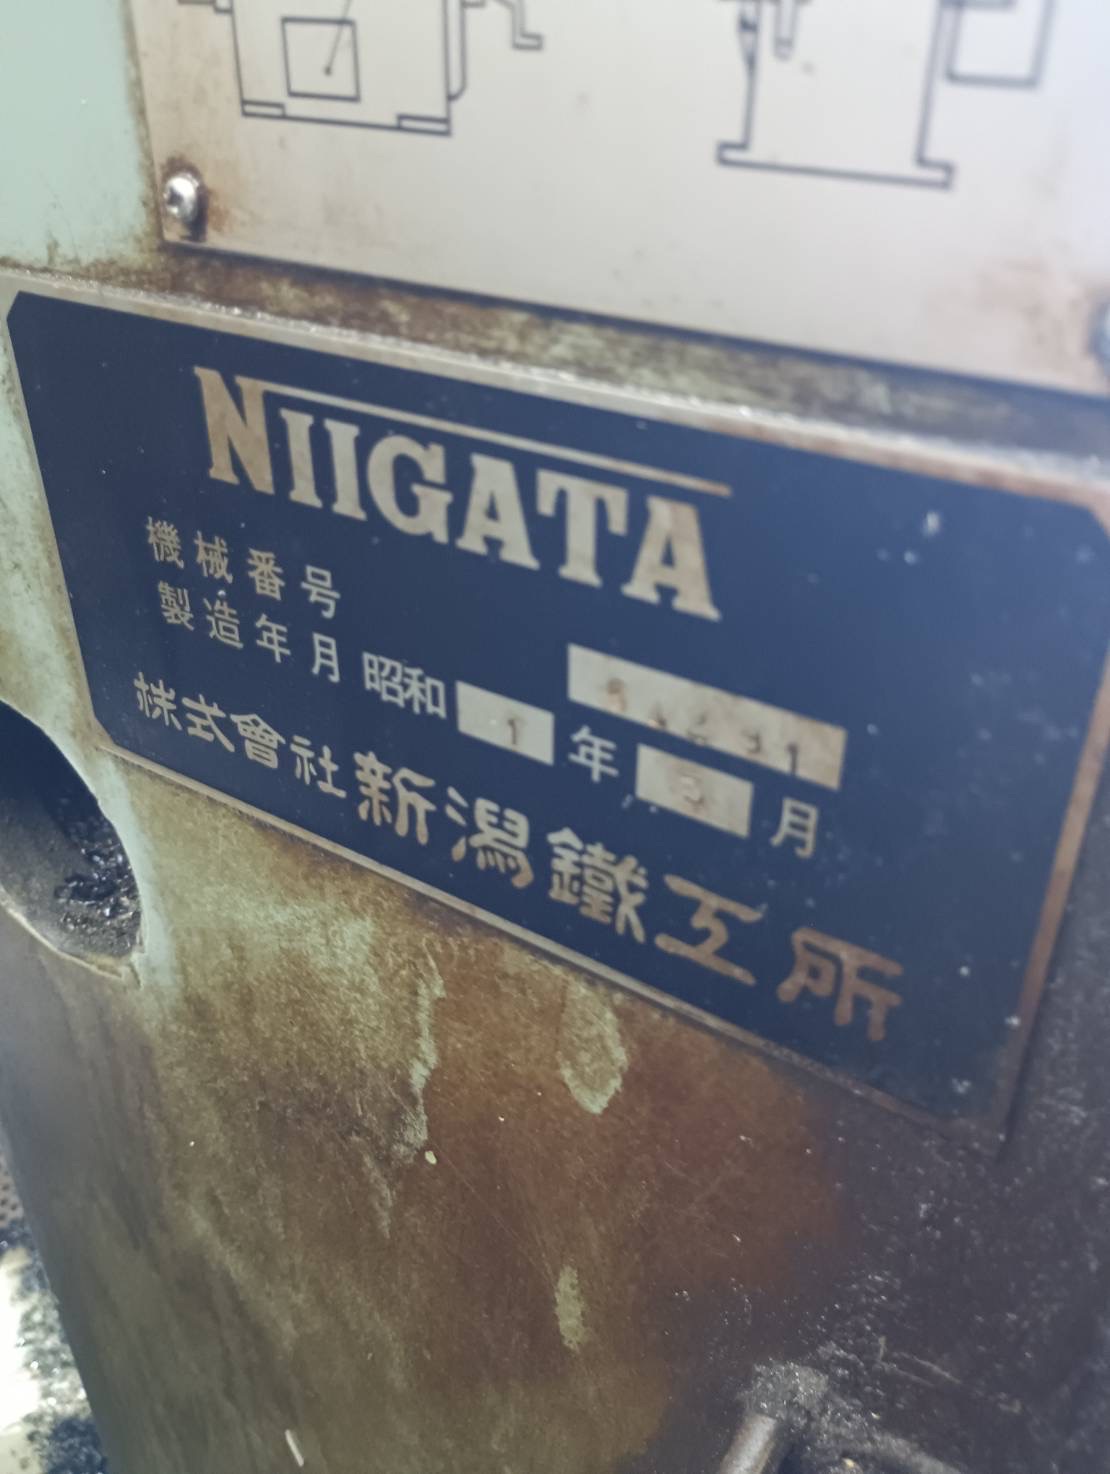 NIIGATA
機械番号
製造年月 昭和 年 月
株式會社新潟鐵工所